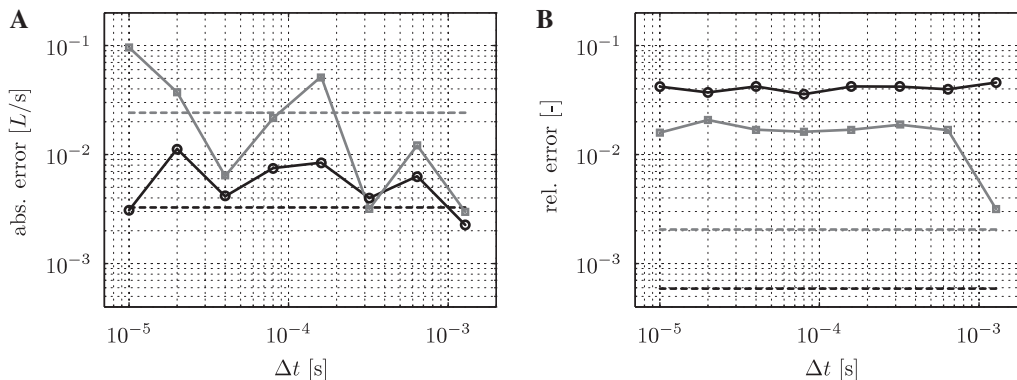 A
abs. error [L/s]
10⁻¹
10⁻²
10⁻³
10⁻⁵
10⁻⁴
10⁻³
Δt [s]
B
rel. error [-]
10⁻¹
10⁻²
10⁻³
10⁻⁵
10⁻⁴
10⁻³
Δt [s]